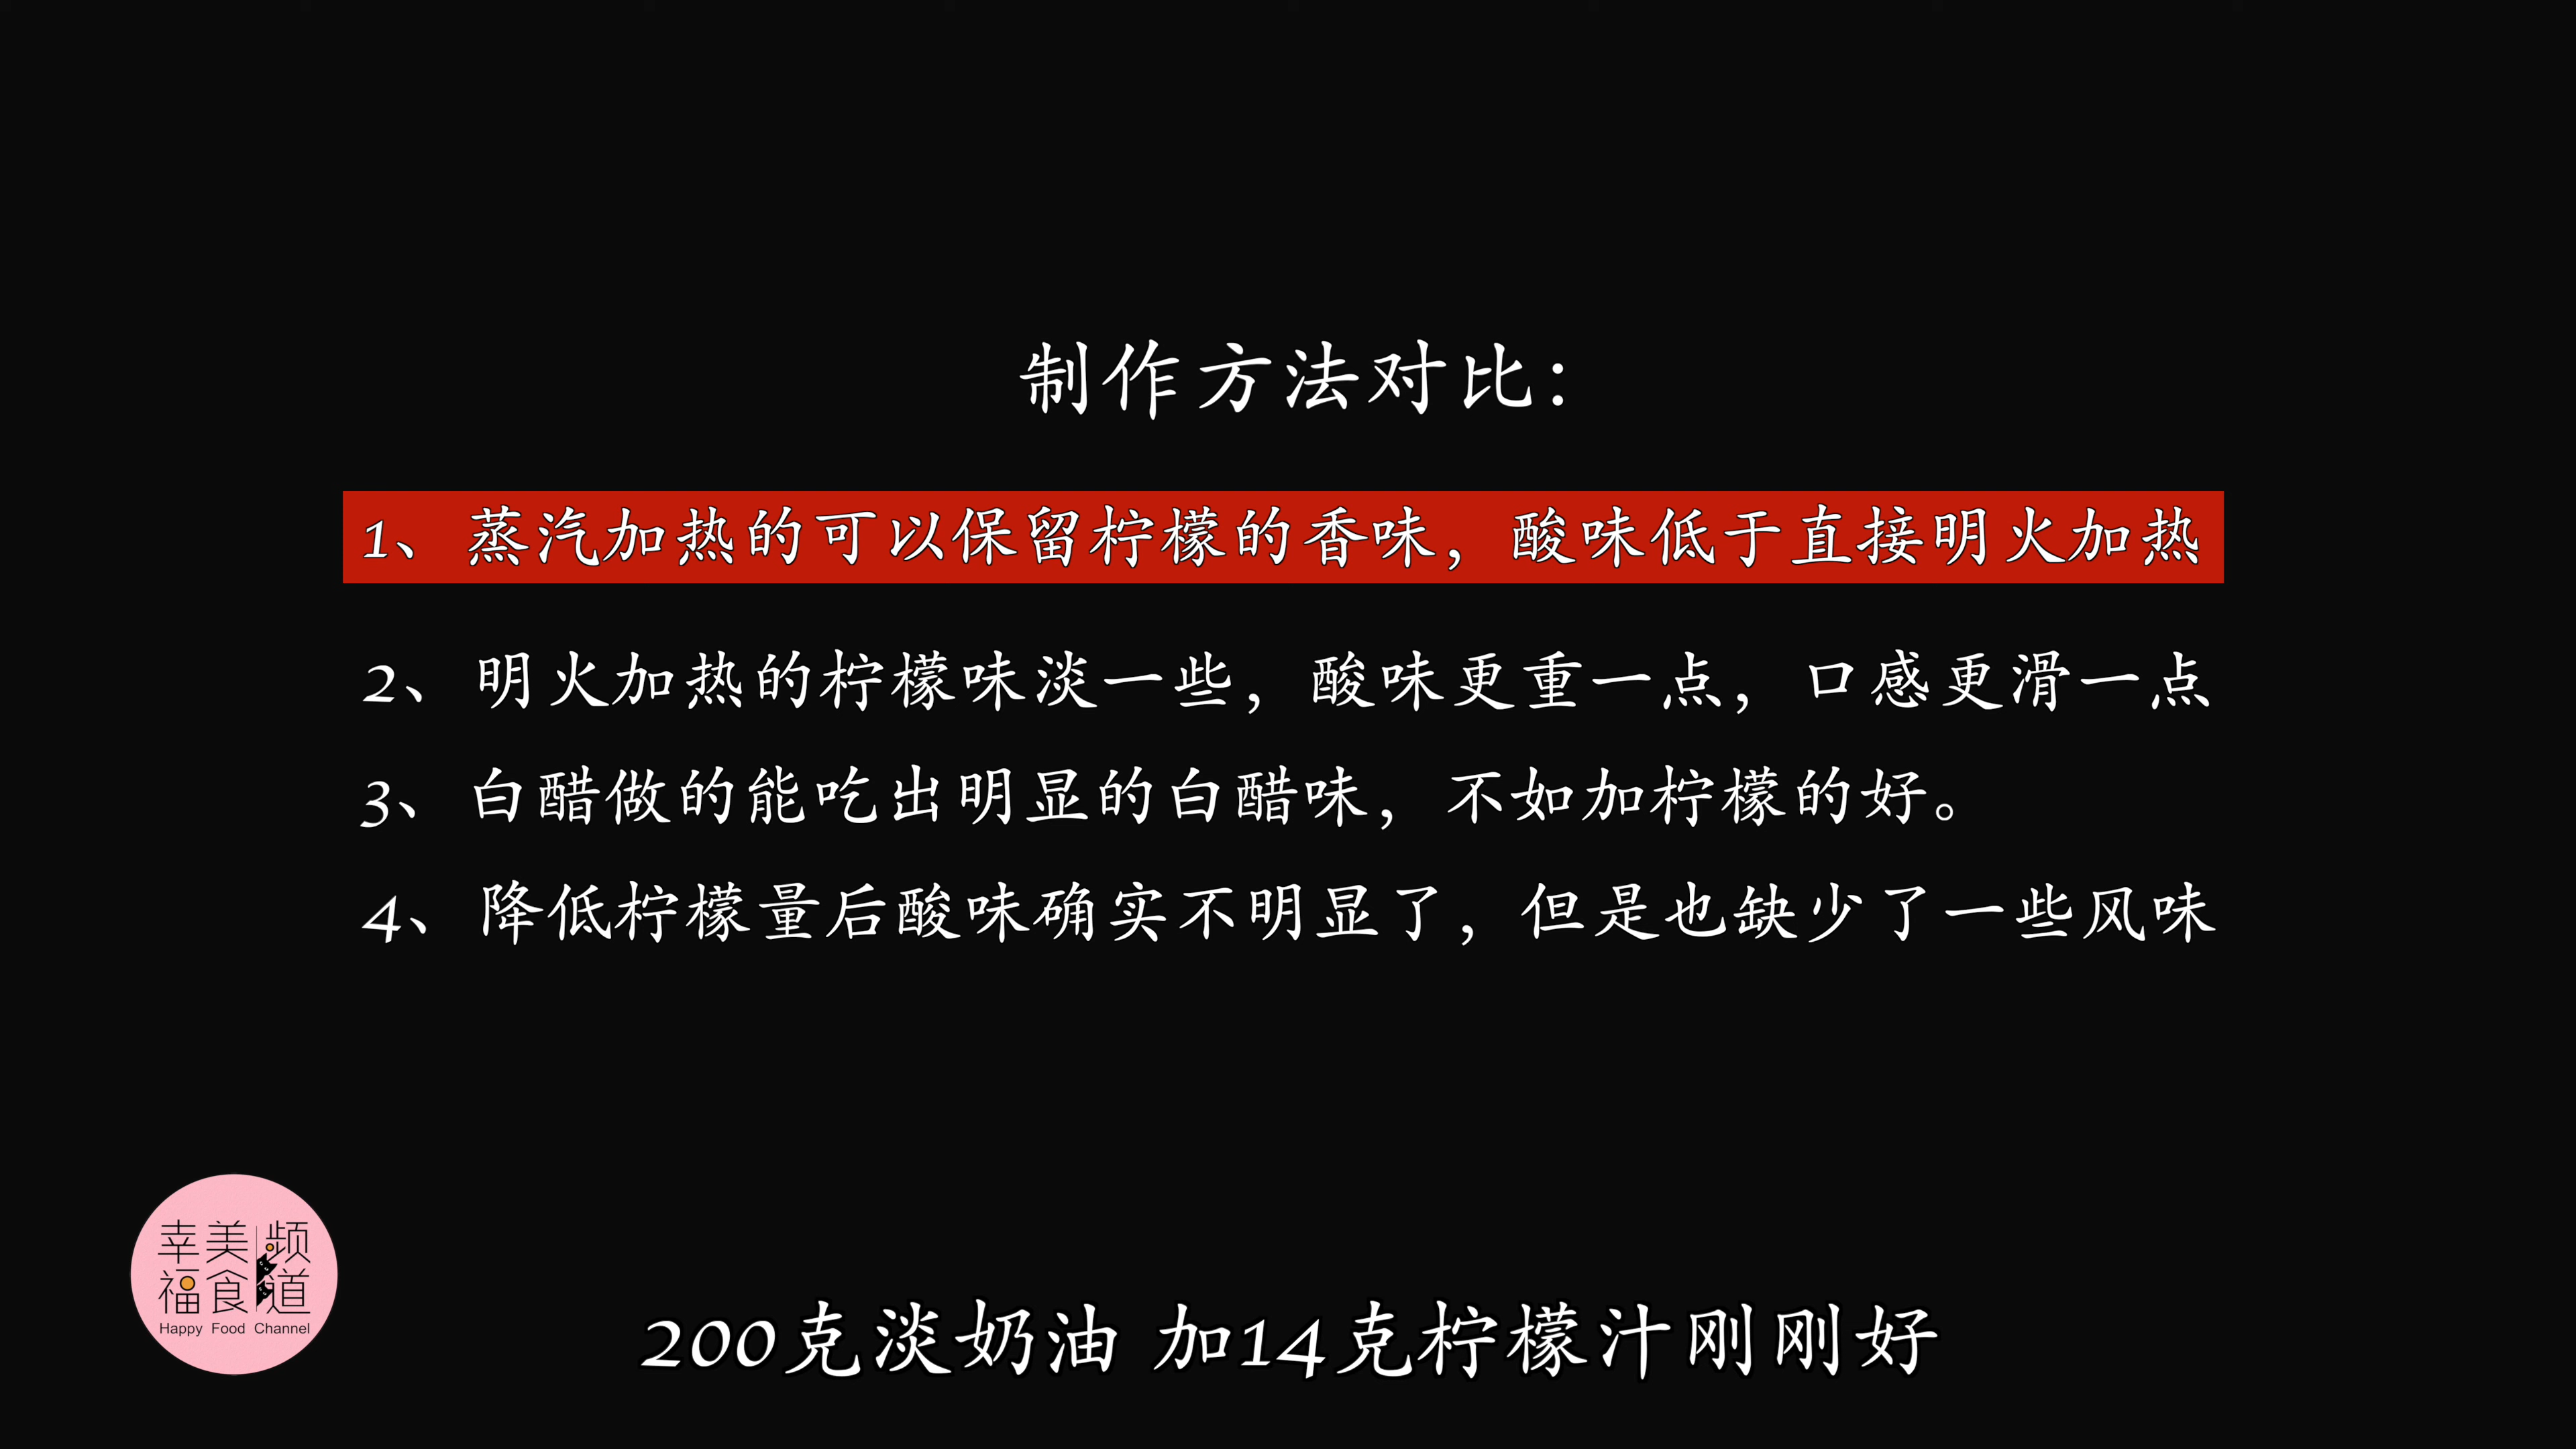 制作方法对比：
1、蒸汽加热的可以保留柠檬的香味，酸味低于直接明火加热
2、明火加热的柠檬味淡一些，酸味更重一点，口感更滑一点
3、白醋做的能吃出明显的白醋味，不如加柠檬的好。
4、降低柠檬量后酸味确实不明显了，但是也缺少了一些风味
幸美频
福食道
Happy Food Channel
200克淡奶油 加14克柠檬汁刚刚好